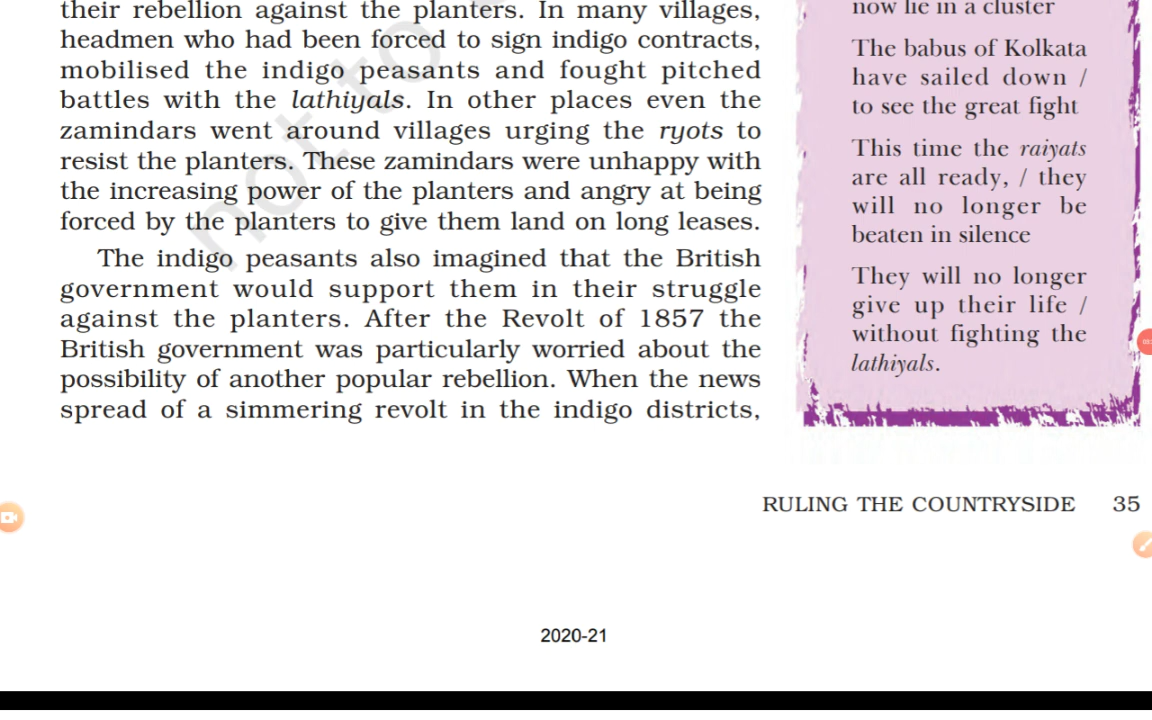 their rebellion against the planters. In many villages,
headmen who had been forced to sign indigo contracts,
mobilised the indigo peasants and fought pitched
battles with the lathiyals. In other places even the
zamindars went around villages urging the ryots to
resist the planters. These zamindars were unhappy with
the increasing power of the planters and angry at being
forced by the planters to give them land on long leases.
The indigo peasants also imagined that the British
government would support them in their struggle
against the planters. After the Revolt of 1857 the
British government was particularly worried about the
possibility of another popular rebellion. When the news
spread of a simmering revolt in the indigo districts,
now lie in a cluster
The babus of Kolkata
have sailed down /
to see the great fight
This time the raiyats
are all ready, / they
will no longer be
beaten in silence
They will no longer
give up their life /
without fighting the
lathiyals.
not to
RULING THE COUNTRYSIDE 35
2020-21